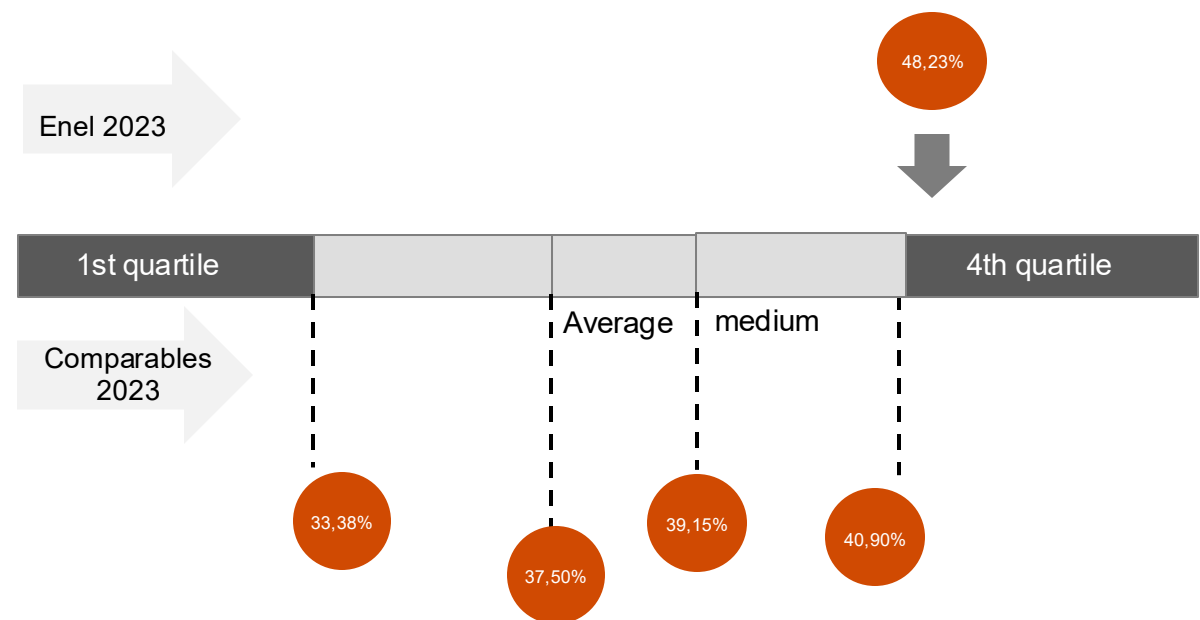 48,23%
Enel 2023
1st quartile
4th quartile
Average
medium
Comparables
2023
33,38%
37,50%
39,15%
40,90%